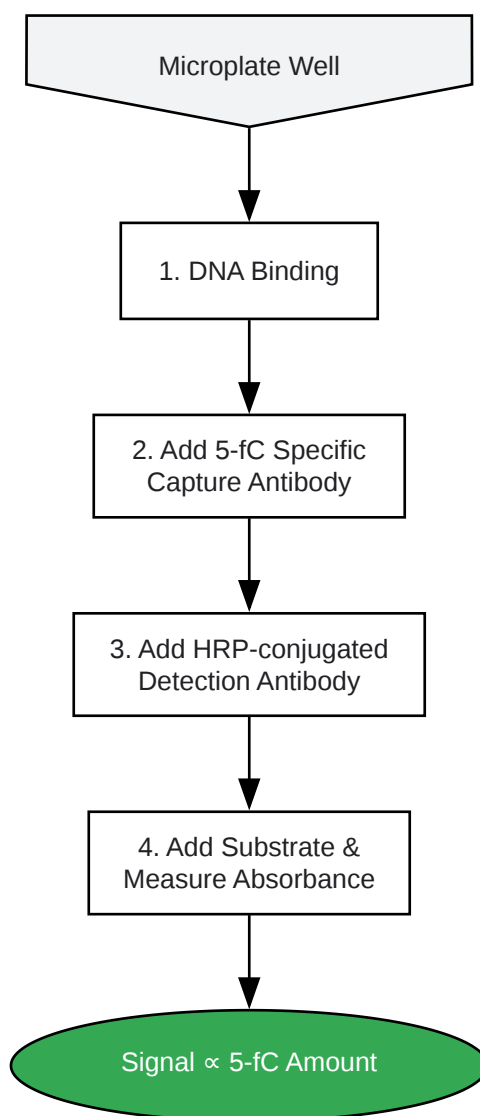 Microplate Well
1. DNA Binding
2. Add 5-fC Specific
Capture Antibody
3. Add HRP-conjugated
Detection Antibody
4. Add Substrate &
Measure Absorbance
Signal ∝ 5-fC Amount